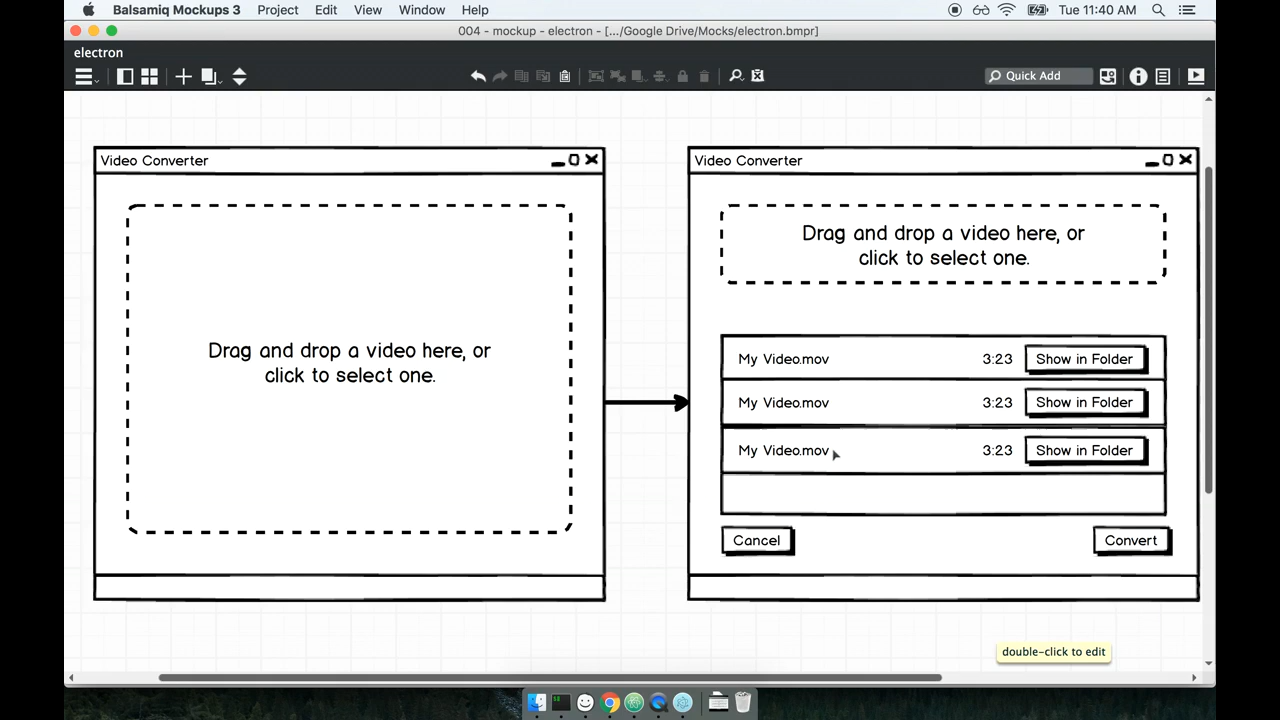 Balsamiq Mockups 3 Project Edit View Window Help Tue 11:40 AM
004 - mockup - electron - [.../Google Drive/Mocks/electron.bmpr]
electron
Quick Add
Video Converter
Drag and drop a video here, or
click to select one.
Video Converter
Drag and drop a video here, or
click to select one.
My Video.mov 3:23 Show in Folder
My Video.mov 3:23 Show in Folder
My Video.mov 3:23 Show in Folder
Cancel Convert
double-click to edit